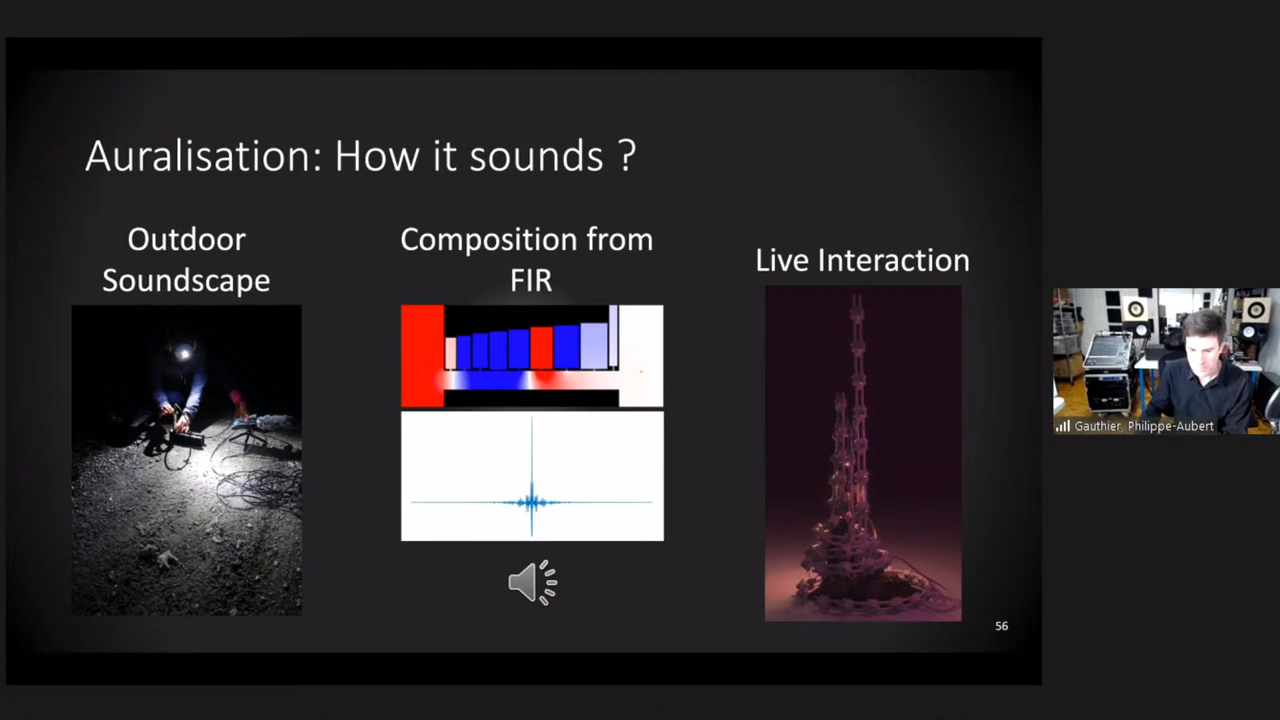 Auralisation: How it sounds ?
Outdoor
Soundscape
Composition from
FIR
Live Interaction
56
Gauthier, Philippe-Aubert